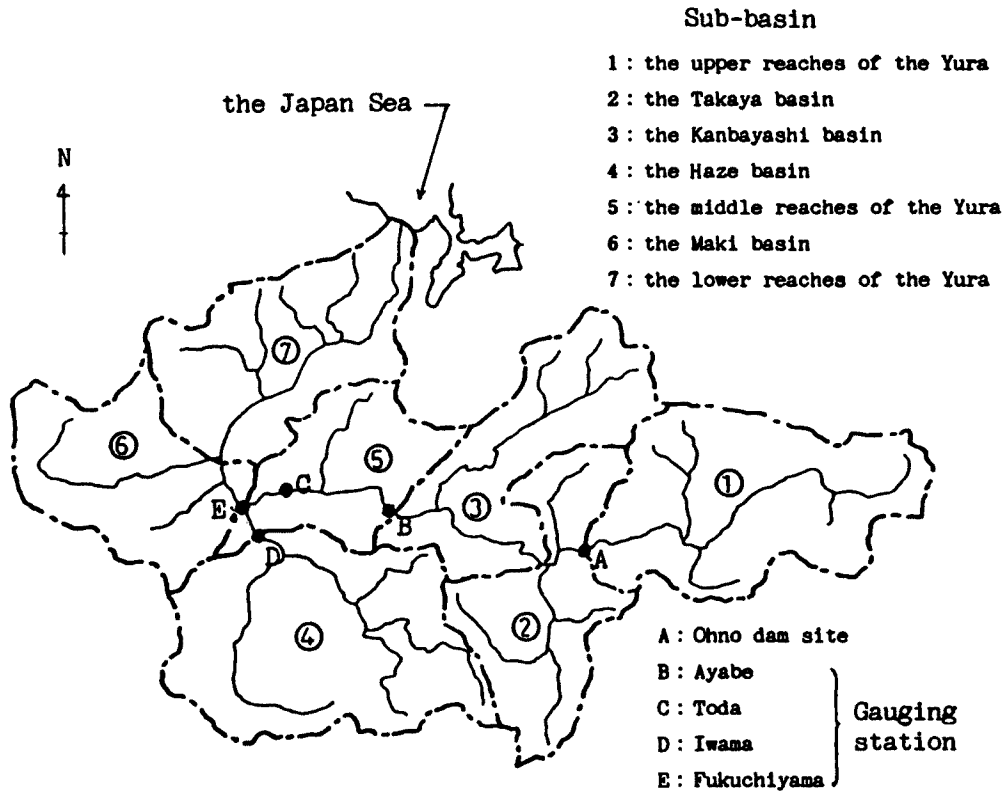 Sub-basin
1 : the upper reaches of the Yura
2 : the Takaya basin
3 : the Kanbayashi basin
4 : the Haze basin
5 : the middle reaches of the Yura
6 : the Maki basin
7 : the lower reaches of the Yura
the Japan Sea
N
7
6
5
C
1
E
B
3
D
A
2
4
A : Ohno dam site
B : Ayabe
C : Toda
D : Iwama
E : Fukuchiyama
Gauging
station